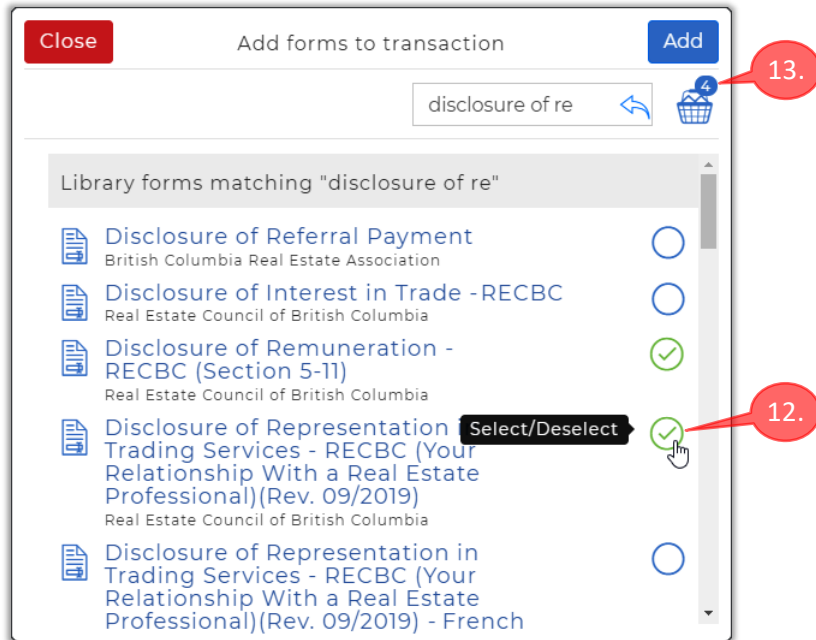 Close
Add forms to transaction
Add
13.
4
disclosure of re
Library forms matching "disclosure of re"
Disclosure of Referral Payment
British Columbia Real Estate Association
Disclosure of Interest in Trade -RECBC
Real Estate Council of British Columbia
Disclosure of Remuneration -
RECBC (Section 5-11)
Real Estate Council of British Columbia
Disclosure of Representation
Select/Deselect
12.
Trading Services - RECBC (Your
Relationship With a Real Estate
Professional)(Rev. 09/2019)
Real Estate Council of British Columbia
Disclosure of Representation in
Trading Services - RECBC (Your
Relationship With a Real Estate
Professional)(Rev. 09/2019) - French